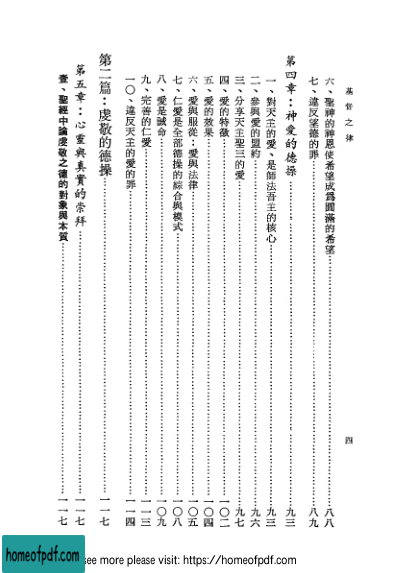 基督之律
四
六、聖神的神恩使希望成爲圓滿的希望……八八
七、違反望德的罪……八九
第四章：神愛的德操……九三
一、對天主的愛、是師法吾主的核心……九三
二、參與愛的盟約……九六
三、分享天主聖三的愛……九七
四、愛的特徵……一〇二
五、愛的效果……一〇四
六、愛與服從：愛與法律……一〇五
七、仁愛是全部德操的綜合與模式……一〇八
八、愛是誡命……一〇九
九、完善的仁愛……一一三
一〇、違反天主的愛的罪……一一四
第二篇：虔敬的德操……一一七
第五章：心靈與真實的崇拜……一一七
壹、聖經中論虔敬之德的對象與本質……一一七
homeofpdf.com
see more please visit: https://homeofpdf.com